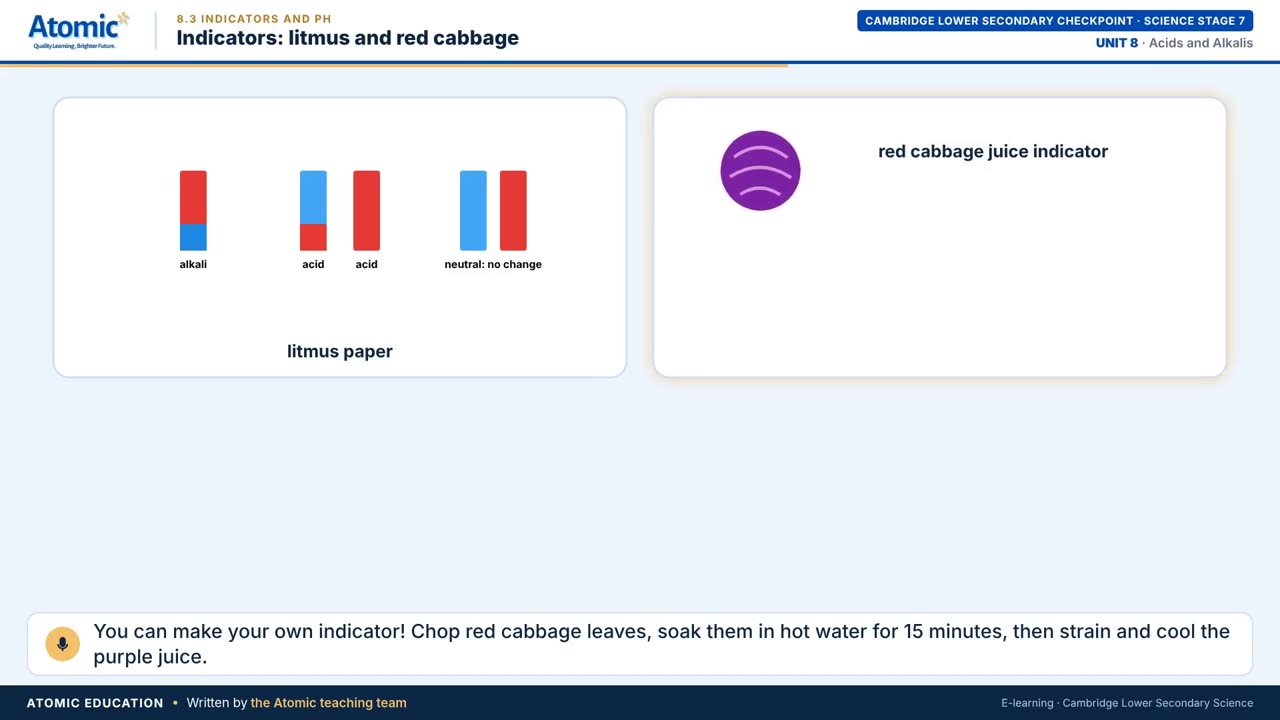 Atomic
Quality Learning, Brighter Future.
8.3 INDICATORS AND PH
Indicators: litmus and red cabbage
CAMBRIDGE LOWER SECONDARY CHECKPOINT · SCIENCE STAGE 7
UNIT 8 · Acids and Alkalis
alkali
acid
acid
neutral: no change
litmus paper
red cabbage juice indicator
You can make your own indicator! Chop red cabbage leaves, soak them in hot water for 15 minutes, then strain and cool the
purple juice.
ATOMIC EDUCATION • Written by the Atomic teaching team
E-learning · Cambridge Lower Secondary Science